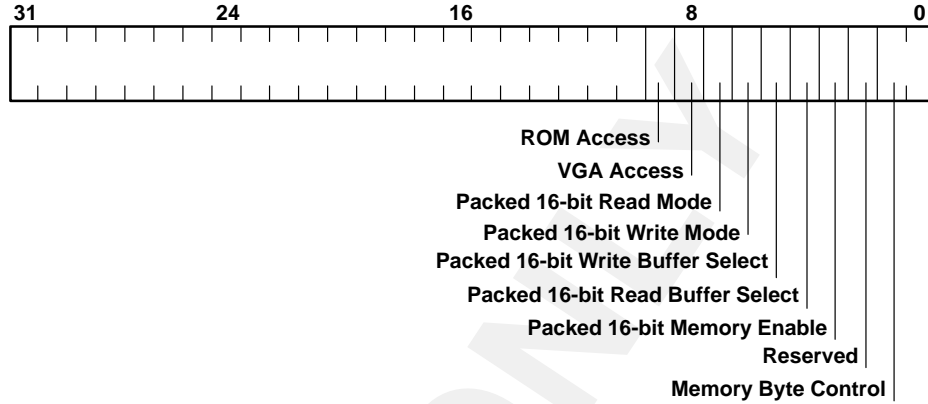 31 24 16 8 0
ROM Access
VGA Access
Packed 16-bit Read Mode
Packed 16-bit Write Mode
Packed 16-bit Write Buffer Select
Packed 16-bit Read Buffer Select
Packed 16-bit Memory Enable
Reserved
Memory Byte Control
ONLY